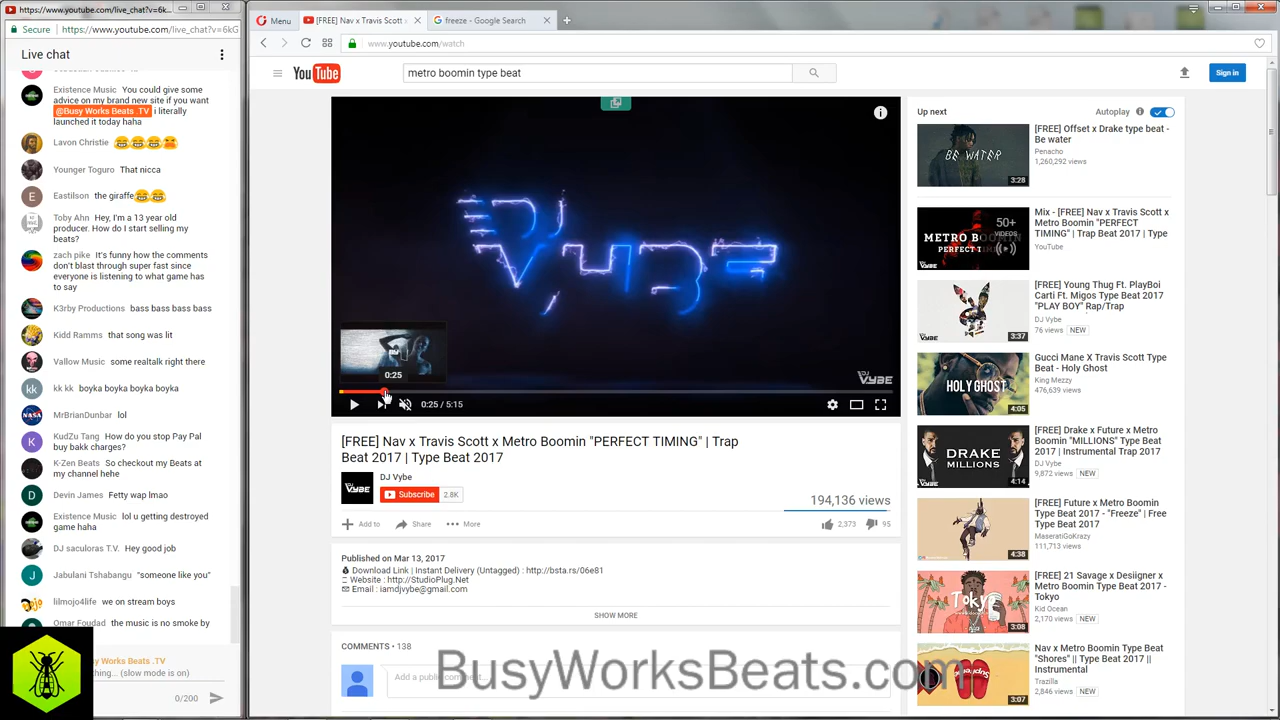 https://www.youtube.com/live_chat?v=6k
Secure https://www.youtube.com/live_chat?v=6kG
Live chat
Existence Music You could give some
advice on my brand new site if you want
@Busy Works Beats .TV i literally
launched it today haha
Lavon Christie
Younger Toguro That nicca
Eastilson the giraffe
Toby Ahn Hey, I'm a 13 year old
producer. How do I start selling my
beats?
zach pike It's funny how the comments
don't blast through super fast since
everyone is listening to what game has
to say
K3rby Productions bass bass bass bass
Kidd Ramms that song was lit
Vallow Music some realtalk right there
kk kk boyka boyka boyka boyka
MrBrianDunbar lol
KudZu Tang How do you stop Pay Pal
buy bakk charges?
K-Zen Beats So checkout my Beats at
my channel hehe
Devin James Fetty wap lmao
Existence Music lol u getting destroyed
game haha
DJ saculoras T.V. Hey good job
Jabulani Tshabangu "someone like you"
lilmojo4life we on stream boys
Omar Foudad the music is no smoke by
y Works Beats .TV
thing... (slow mode is on)
0/200
Menu
[FREE] Nav x Travis Scott x
freeze - Google Search
www.youtube.com/watch
YouTube
metro boomin type beat
Sign in
DJ
VYBE
0:25
0:25 / 5:15
DJ
VYBE
[FREE] Nav x Travis Scott x Metro Boomin "PERFECT TIMING" | Trap
Beat 2017 | Type Beat 2017
VYBE
DJ Vybe
Subscribe 2.8K
194,136 views
Add to Share More
2,373 95
Published on Mar 13, 2017
Download Link | Instant Delivery (Untagged) : http://bsta.rs/06e81
Website : http://StudioPlug.Net
Email : iamdjvybe@gmail.com
SHOW MORE
COMMENTS • 138
Add a public comment...
BusyWorksBeats.com
Up next
Autoplay
BE WATER
3:28
[FREE] Offset x Drake type beat -
Be water
Penacho
1,260,292 views
METRO B
PERFECT T
50+
VIDEOS
Mix - [FREE] Nav x Travis Scott x
Metro Boomin "PERFECT
TIMING" | Trap Beat 2017 | Type
YouTube
3:37
[FREE] Young Thug Ft. PlayBoi
Carti Ft. Migos Type Beat 2017
"PLAY BOY" Rap/Trap
DJ Vybe
76 views NEW
HOLY GHOST
4:05
Gucci Mane X Travis Scott Type
Beat - Holy Ghost
King Mezzy
476,639 views
DRAKE
MILLIONS
4:14
[FREE] Drake x Future x Metro
Boomin "MILLIONS" Type Beat
2017 | Instrumental Trap 2017
DJ Vybe
9,872 views NEW
4:38
[FREE] Future x Metro Boomin
Type Beat 2017 - "Freeze" | Free
Type Beat 2017
MaseratiGoKrazy
111,713 views
Tokyo
3:08
[FREE] 21 Savage x Desiigner x
Metro Boomin Type Beat 2017 -
Tokyo
Kid Ocean
2,170 views NEW
3:07
Nav x Metro Boomin Type Beat
"Shores" || Type Beat 2017 ||
Instrumental
Trazilla
2,846 views NEW